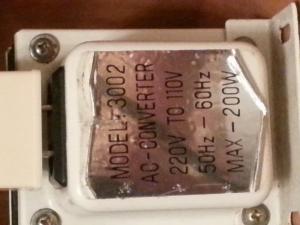 MODEL-3002
AC-CONVERTER
220V TO 110V
50Hz - 60Hz
MAX - 200W